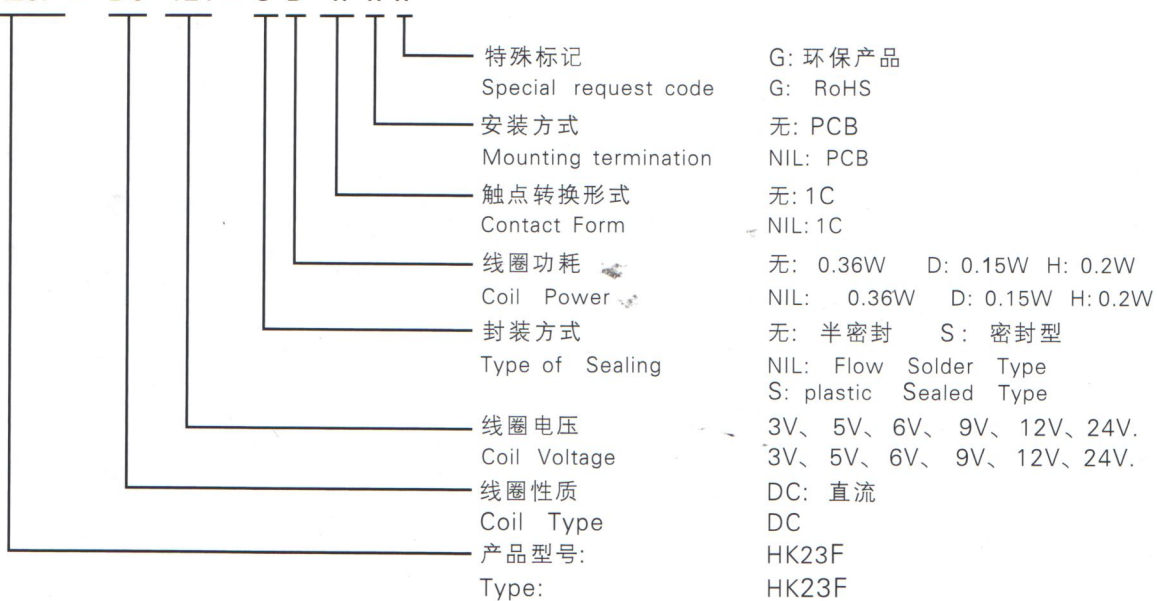 特殊标记 G: 环保产品
Special request code G: RoHS
安装方式 无: PCB
Mounting termination NIL: PCB
触点转换形式 无: 1C
Contact Form NIL: 1C
线圈功耗 无: 0.36W D: 0.15W H: 0.2W
Coil Power NIL: 0.36W D: 0.15W H: 0.2W
封装方式 无: 半密封 S: 密封型
Type of Sealing NIL: Flow Solder Type
S: plastic Sealed Type
线圈电压 3V、 5V、 6V、 9V、 12V、 24V.
Coil Voltage 3V、 5V、 6V、 9V、 12V、 24V.
线圈性质 DC: 直流
Coil Type DC
产品型号: HK23F
Type: HK23F